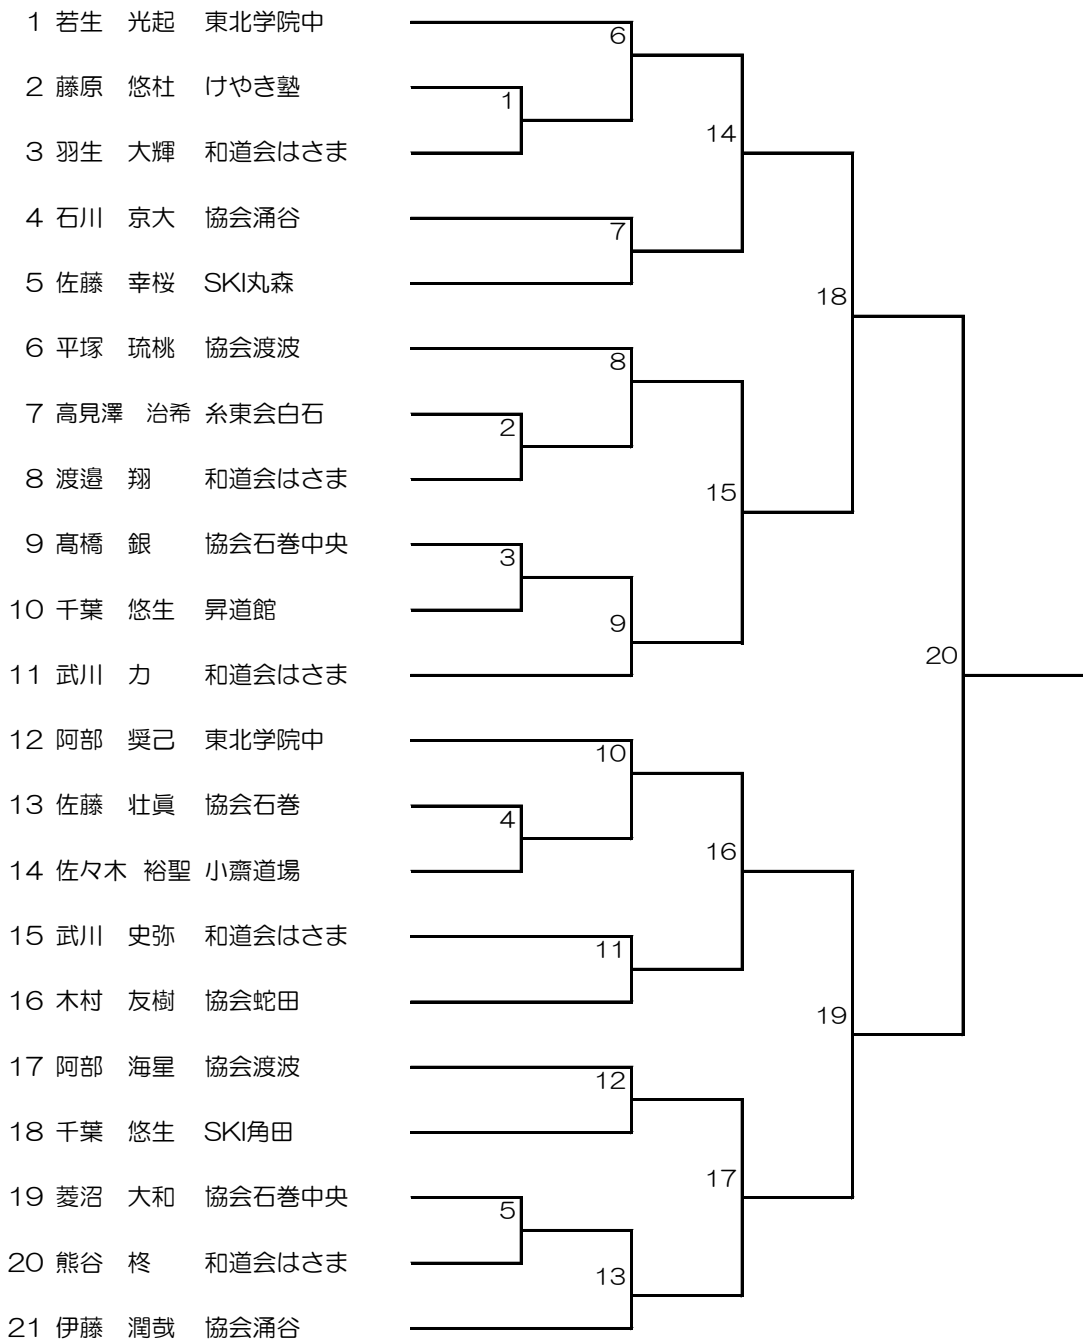 1 若生 光起 東北学院中
6
2 藤原 悠杜 けやき塾
1
14
3 羽生 大輝 和道会はさま
4 石川 京大 協会涌谷
7
5 佐藤 幸桜 SKI丸森
18
6 平塚 琉桃 協会渡波
8
7 高見澤 治希 糸東会白石
2
8 渡邉 翔 和道会はさま
15
9 髙橋 銀 協会石巻中央
3
10 千葉 悠生 昇道館
9
11 武川 力 和道会はさま
20
12 阿部 奨己 東北学院中
10
13 佐藤 壮眞 協会石巻
4
16
14 佐々木 裕聖 小齋道場
15 武川 史弥 和道会はさま
11
16 木村 友樹 協会蛇田
19
17 阿部 海星 協会渡波
12
18 千葉 悠生 SKI角田
17
19 菱沼 大和 協会石巻中央
5
20 熊谷 柊 和道会はさま
13
21 伊藤 潤哉 協会涌谷